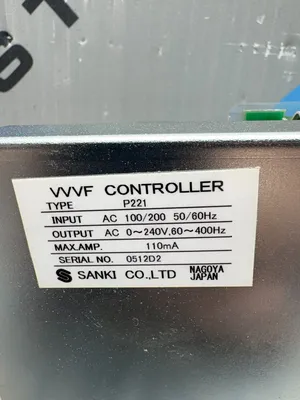 VVVF CONTROLLER
TYPE P221
INPUT AC 100/200 50/60Hz
OUTPUT AC 0～240V,60～400Hz
MAX.AMP. 110mA
SERIAL NO. 0512D2
SANKI CO.,LTD NAGOYA JAPAN